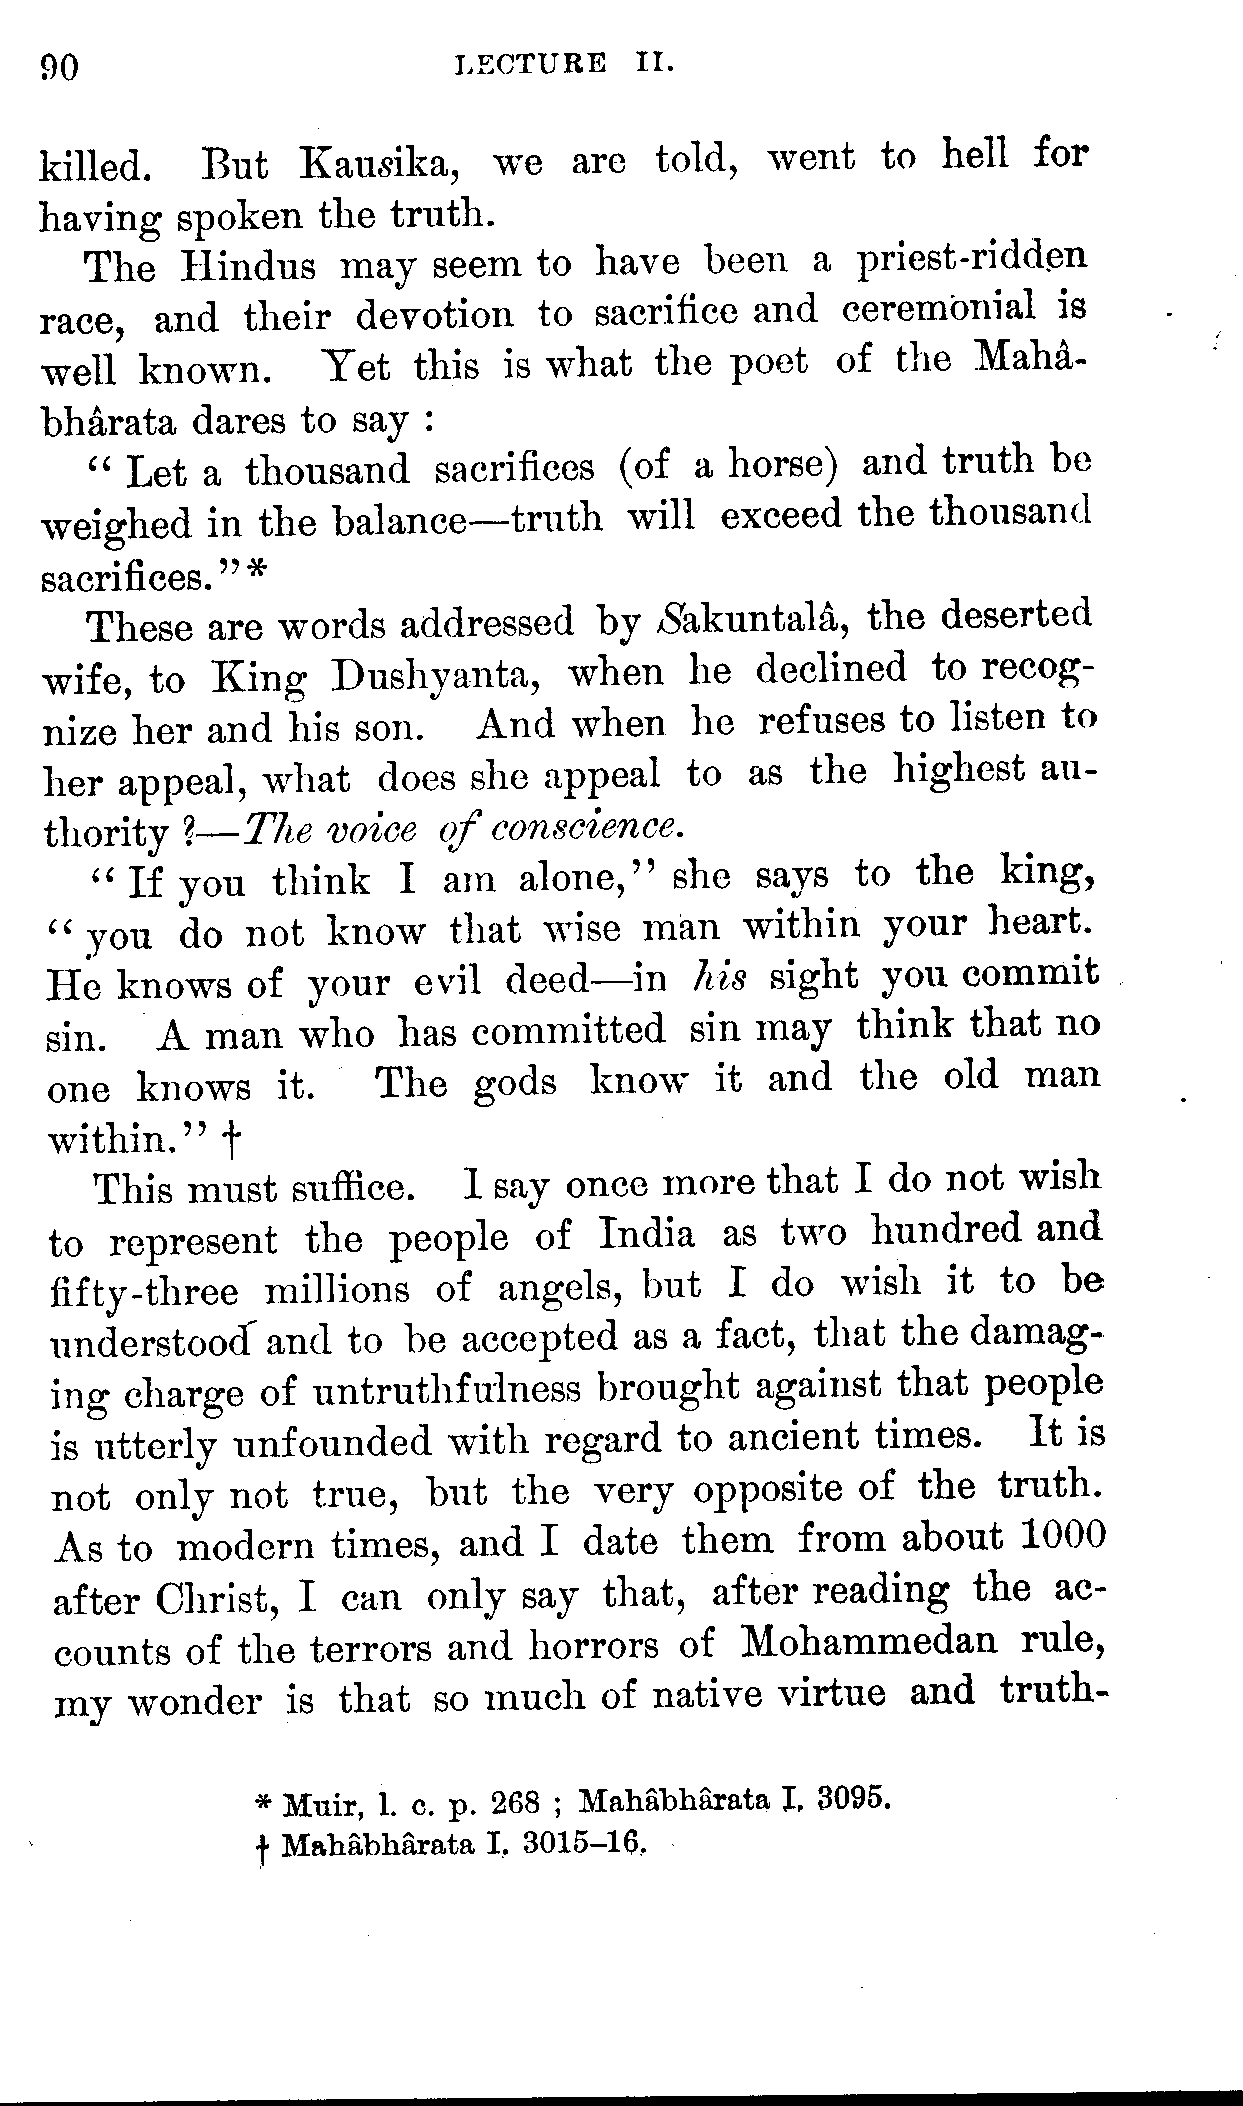 90 LECTURE II.
killed. But Kausika, we are told, went to hell for
having spoken the truth.
The Hindus may seem to have been a priest-ridden
race, and their devotion to sacrifice and ceremonial is
well known. Yet this is what the poet of the Mahâ-
bhârata dares to say :
“ Let a thousand sacrifices (of a horse) and truth be
weighed in the balance—truth will exceed the thousand
sacrifices.”*
These are words addressed by Sakuntalâ, the deserted
wife, to King Dushyanta, when he declined to recog-
nize her and his son. And when he refuses to listen to
her appeal, what does she appeal to as the highest au-
thority ?—The voice of conscience.
“ If you think I am alone,” she says to the king,
“ you do not know that wise man within your heart.
He knows of your evil deed—in his sight you commit
sin. A man who has committed sin may think that no
one knows it. The gods know it and the old man
within.” †
This must suffice. I say once more that I do not wish
to represent the people of India as two hundred and
fifty-three millions of angels, but I do wish it to be
understood and to be accepted as a fact, that the damag-
ing charge of untruthfulness brought against that people
is utterly unfounded with regard to ancient times. It is
not only not true, but the very opposite of the truth.
As to modern times, and I date them from about 1000
after Christ, I can only say that, after reading the ac-
counts of the terrors and horrors of Mohammedan rule,
my wonder is that so much of native virtue and truth-
* Muir, l. c. p. 268 ; Mahâbhârata I. 3095.
† Mahâbhârata I. 3015–16.